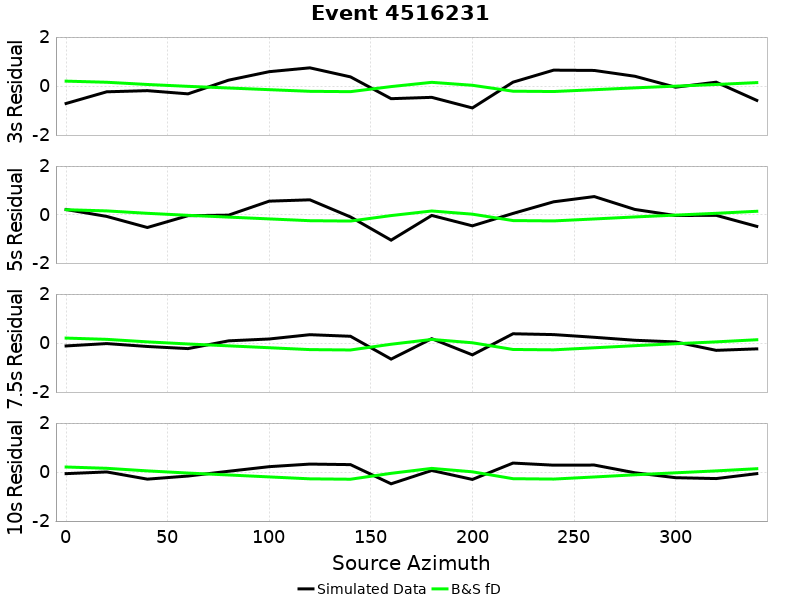 Event 4516231
3s Residual
2
0
-2
5s Residual
2
0
-2
7.5s Residual
2
0
-2
10s Residual
2
0
-2
0 50 100 150 200 250 300
Source Azimuth
Simulated Data B&S fD